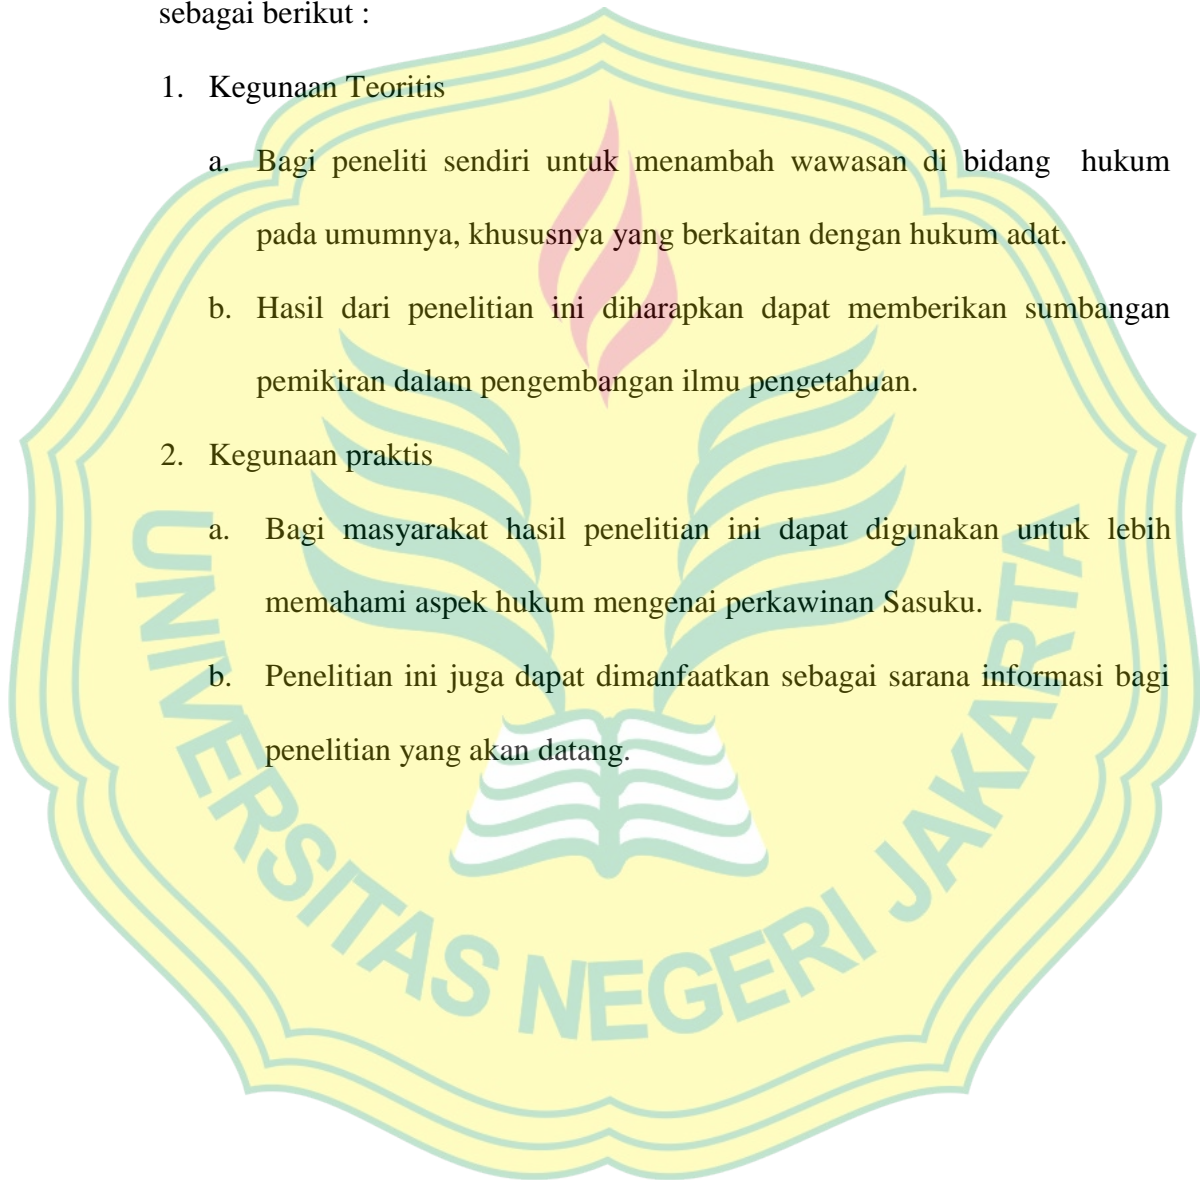 sebagai berikut :
1. Kegunaan Teoritis
a. Bagi peneliti sendiri untuk menambah wawasan di bidang hukum
pada umumnya, khususnya yang berkaitan dengan hukum adat.
b. Hasil dari penelitian ini diharapkan dapat memberikan sumbangan
pemikiran dalam pengembangan ilmu pengetahuan.
2. Kegunaan praktis
a. Bagi masyarakat hasil penelitian ini dapat digunakan untuk lebih
memahami aspek hukum mengenai perkawinan Sasuku.
b. Penelitian ini juga dapat dimanfaatkan sebagai sarana informasi bagi
penelitian yang akan datang.
UNIVERSITAS NEGERI JAKARTA